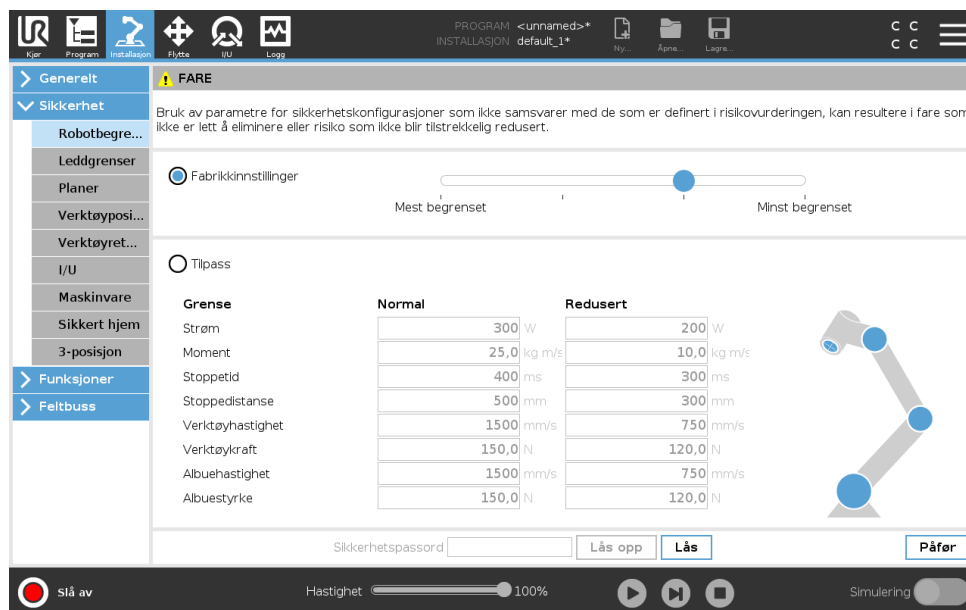 UR
Kjør
Program
Installasjon
Flytte
I/U
Logg
PROGRAM <unnamed>*
INSTALLASJON default_1*
Ny...
Åpne...
Lagre...
C C
C C
Generelt
Sikkerhet
Robotbegre...
Leddgrenser
Planer
Verktøyposi...
Verktøyret...
I/U
Maskinvare
Sikkert hjem
3-posisjon
Funksjoner
Feltbuss
FARE
Bruk av parametre for sikkerhetskonfigurasjoner som ikke samsvarer med de som er definert i risikovurderingen, kan resultere i fare som
ikke er lett å eliminere eller risiko som ikke blir tilstrekkelig redusert.
Fabrikkinnstillinger
Mest begrenset Minst begrenset
Tilpass
Grense Normal Redusert
Strøm 300 W 200 W
Moment 25,0 kg m/s 10,0 kg m/s
Stoppetid 400 ms 300 ms
Stoppedistanse 500 mm 300 mm
Verktøyhastighet 1500 mm/s 750 mm/s
Verktøykraft 150,0 N 120,0 N
Albuehastighet 1500 mm/s 750 mm/s
Albuestyrke 150,0 N 120,0 N
Sikkerhetspassord Lås opp Lås Påfør
Slå av Hastighet 100% Simulering